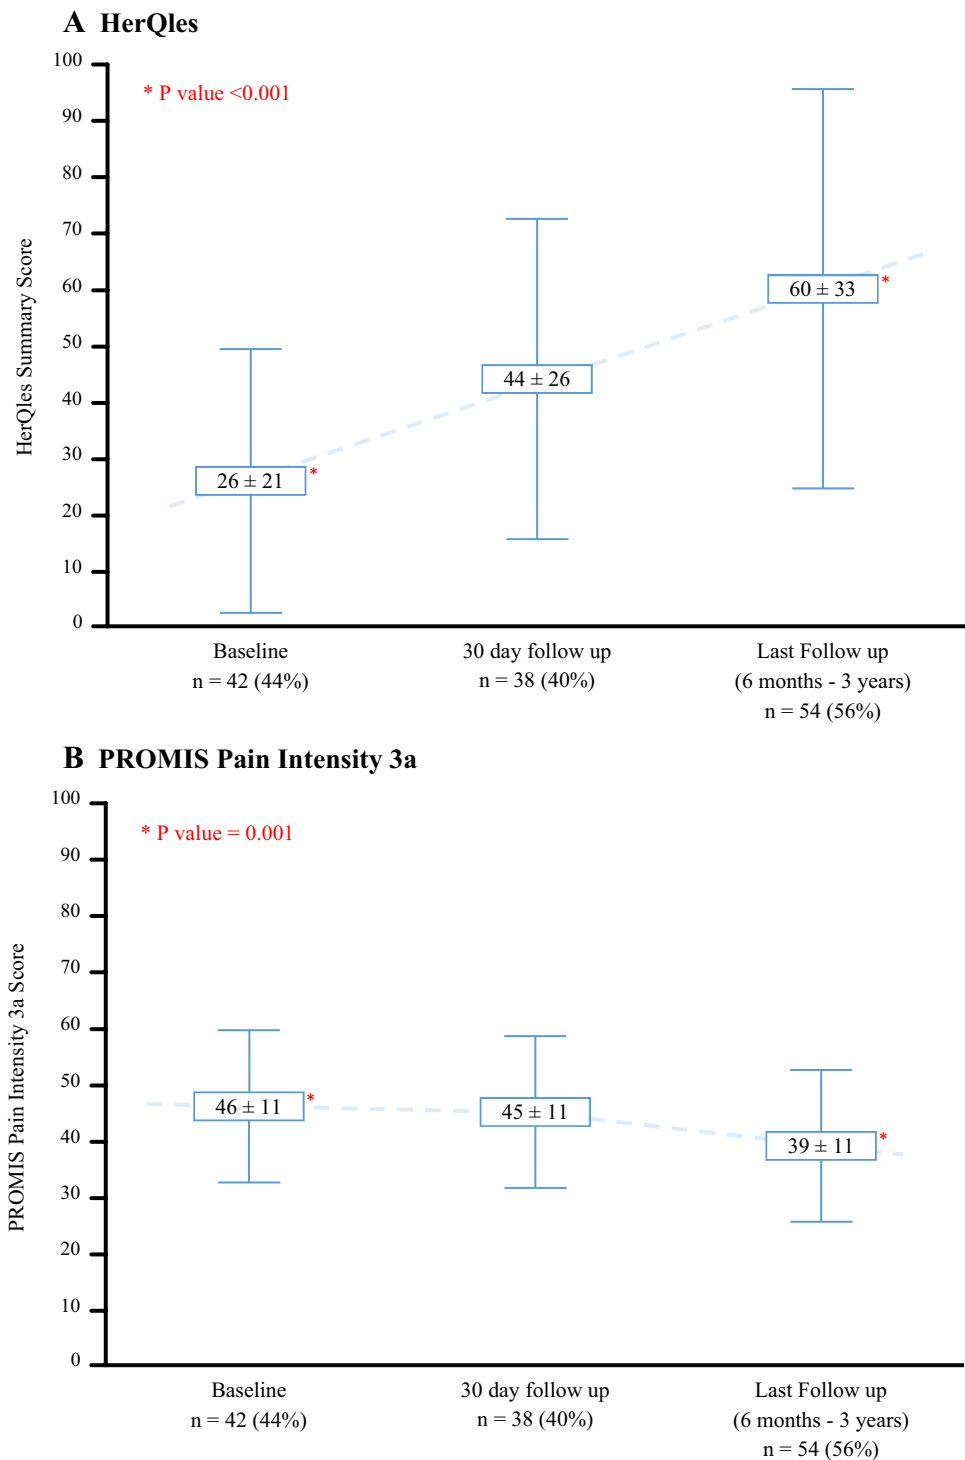 A HerQles
* P value <0.001
HerQles Summary Score
100
90
80
70
60
50
40
30
20
10
0
60 ± 33 *
44 ± 26
26 ± 21 *
Baseline
n = 42 (44%)
30 day follow up
n = 38 (40%)
Last Follow up
(6 months - 3 years)
n = 54 (56%)
B PROMIS Pain Intensity 3a
* P value = 0.001
PROMIS Pain Intensity 3a Score
100
90
80
70
60
50
40
30
20
10
0
46 ± 11 *
45 ± 11
39 ± 11 *
Baseline
n = 42 (44%)
30 day follow up
n = 38 (40%)
Last Follow up
(6 months - 3 years)
n = 54 (56%)